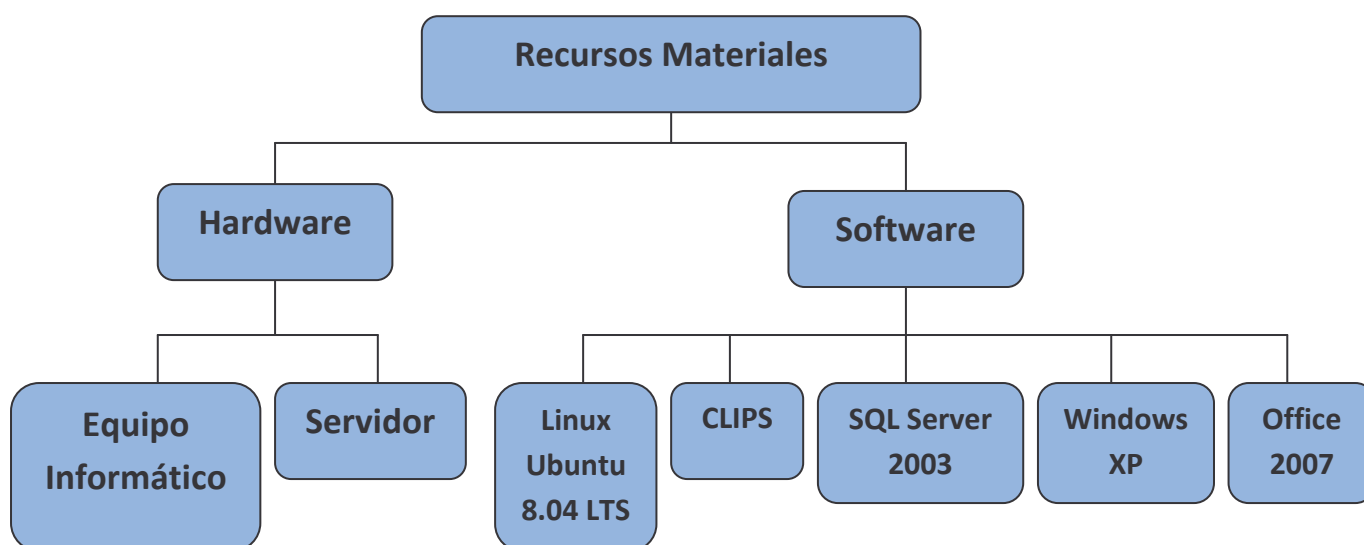 Recursos Materiales
Hardware
Software
Equipo
Informático
Servidor
Linux
Ubuntu
8.04 LTS
CLIPS
SQL Server
2003
Windows
XP
Office
2007